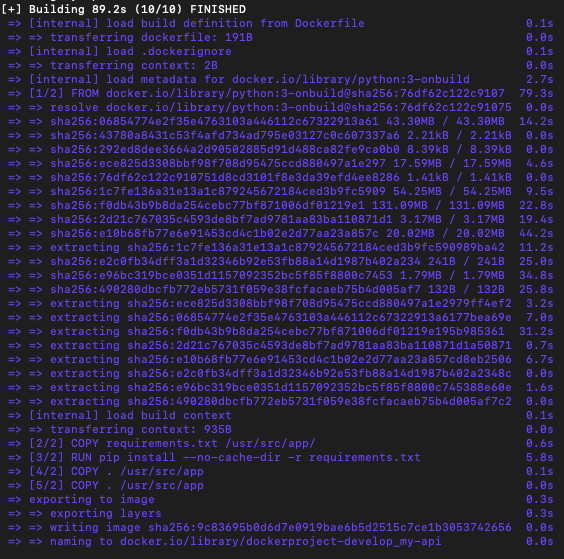 [+] Building 89.2s (10/10) FINISHED
=> [internal] load build definition from Dockerfile 0.1s
=> => transferring dockerfile: 191B 0.0s
=> [internal] load .dockerignore 0.1s
=> => transferring context: 2B 0.0s
=> [internal] load metadata for docker.io/library/python:3-onbuild 2.7s
=> [1/2] FROM docker.io/library/python:3-onbuild@sha256:76df62c122c9107 79.3s
=> => resolve docker.io/library/python:3-onbuild@sha256:76df62c122c91075 0.0s
=> => sha256:06854774e2f35e4763103a446112c67322913a61 43.30MB / 43.30MB 14.2s
=> => sha256:43780a8431c53f4afd734ad795e03127c0c607337a6 2.21kB / 2.21kB 0.0s
=> => sha256:292ed8dee3664a2d90502885d91d488ca82fe9ca0b0 8.39kB / 8.39kB 0.0s
=> => sha256:ece825d3308bbf98f708d95475ccd880497a1e297 17.59MB / 17.59MB 4.6s
=> => sha256:76df62c122c910751d8cd3101f8e3da39efd4ee8286 1.41kB / 1.41kB 0.0s
=> => sha256:1c7fe136a31e13a1c879245672184ced3b9fc5909 54.25MB / 54.25MB 9.5s
=> => sha256:f0db43b9b8da254cebc77bf871006df01219e1 131.09MB / 131.09MB 22.8s
=> => sha256:2d21c767035c4593de8bf7ad9781aa83ba110871d1 3.17MB / 3.17MB 19.4s
=> => sha256:e10b68fb77e6e91453cd4c1b02e2d77aa23a857c 20.02MB / 20.02MB 44.2s
=> => extracting sha256:1c7fe136a31e13a1c879245672184ced3b9fc590989ba42 11.2s
=> => sha256:e2c0fb34dff3a1d32346b92e53fb88a14d1987b402a234 241B / 241B 25.0s
=> => sha256:e96bc319bce0351d1157092352bc5f85f8800c7453 1.79MB / 1.79MB 34.8s
=> => sha256:490280dbcfb772eb5731f059e38fcfacaeb75b4d005af7 132B / 132B 25.8s
=> => extracting sha256:ece825d3308bbf98f708d95475ccd880497a1e2979ff4ef2 3.2s
=> => extracting sha256:06854774e2f35e4763103a446112c67322913a6177bea69e 7.0s
=> => extracting sha256:f0db43b9b8da254cebc77bf871006df01219e195b985361 31.2s
=> => extracting sha256:2d21c767035c4593de8bf7ad9781aa83ba110871d1a50871 0.7s
=> => extracting sha256:e10b68fb77e6e91453cd4c1b02e2d77aa23a857cd8eb2506 6.7s
=> => extracting sha256:e2c0fb34dff3a1d32346b92e53fb88a14d1987b402a2348c 0.0s
=> => extracting sha256:e96bc319bce0351d1157092352bc5f85f8800c745388e60e 1.6s
=> => extracting sha256:490280dbcfb772eb5731f059e38fcfacaeb75b4d005af7c2 0.0s
=> [internal] load build context 0.1s
=> => transferring context: 935B 0.0s
=> [2/2] COPY requirements.txt /usr/src/app/ 0.6s
=> [3/2] RUN pip install --no-cache-dir -r requirements.txt 5.8s
=> [4/2] COPY . /usr/src/app 0.1s
=> [5/2] COPY . /usr/src/app 0.0s
=> exporting to image 0.3s
=> => exporting layers 0.3s
=> => writing image sha256:9c83695b0d6d7e0919bae6b5d2515c7ce1b3053742656 0.0s
=> => naming to docker.io/library/dockerproject-develop_my-api 0.0s